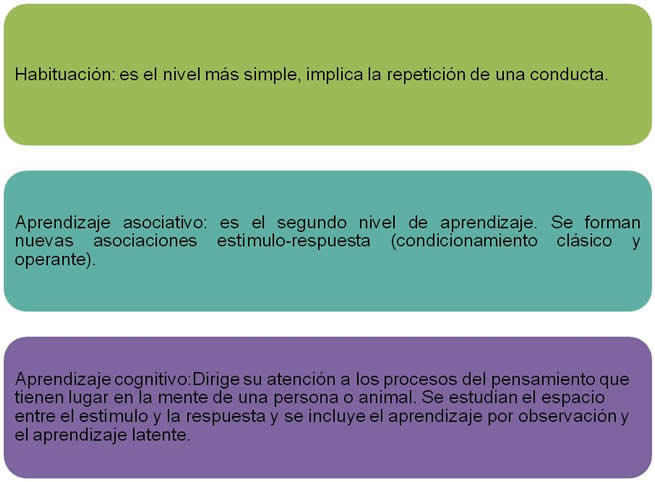 Habituación: es el nivel más simple, implica la repetición de una conducta.
Aprendizaje asociativo: es el segundo nivel de aprendizaje. Se forman
nuevas asociaciones estímulo-respuesta (condicionamiento clásico y
operante).
Aprendizaje cognitivo:Dirige su atención a los procesos del pensamiento que
tienen lugar en la mente de una persona o animal. Se estudian el espacio
entre el estimulo y la respuesta y se incluye el aprendizaje por observación y
el aprendizaje latente.